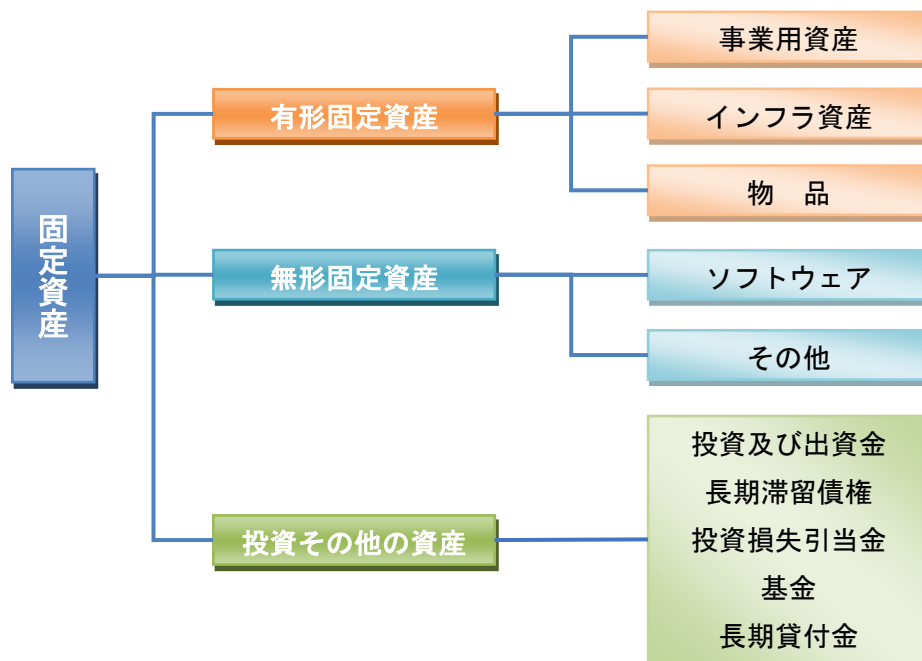 固定資産
有形固定資産
事業用資産
インフラ資産
物　品
無形固定資産
ソフトウェア
その他
投資その他の資産
投資及び出資金
長期滞留債権
投資損失引当金
基金
長期貸付金